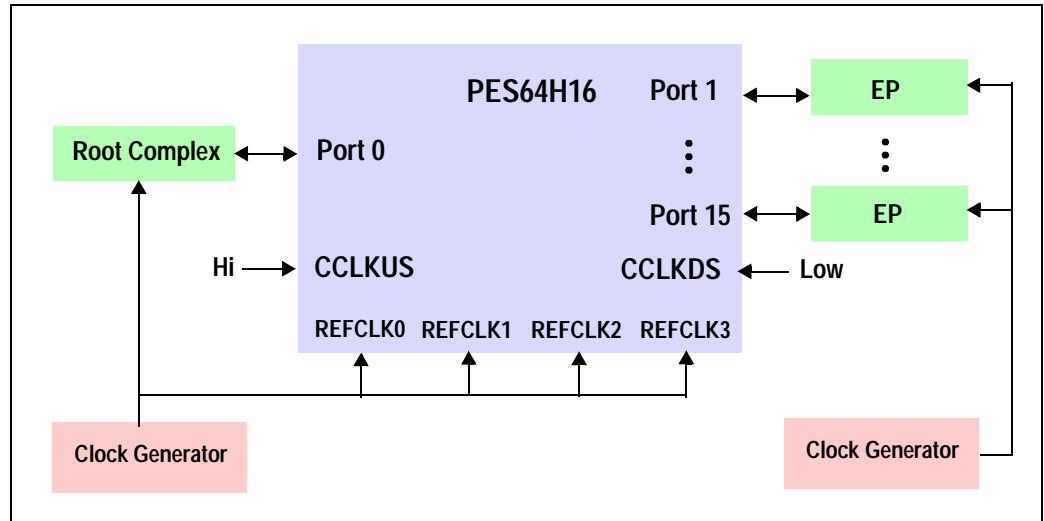 PES64H16
Port 1
EP
Root Complex
Port 0
Port 15
EP
Hi
CCLKUS
CCLKDS
Low
REFCLK0
REFCLK1
REFCLK2
REFCLK3
Clock Generator
Clock Generator